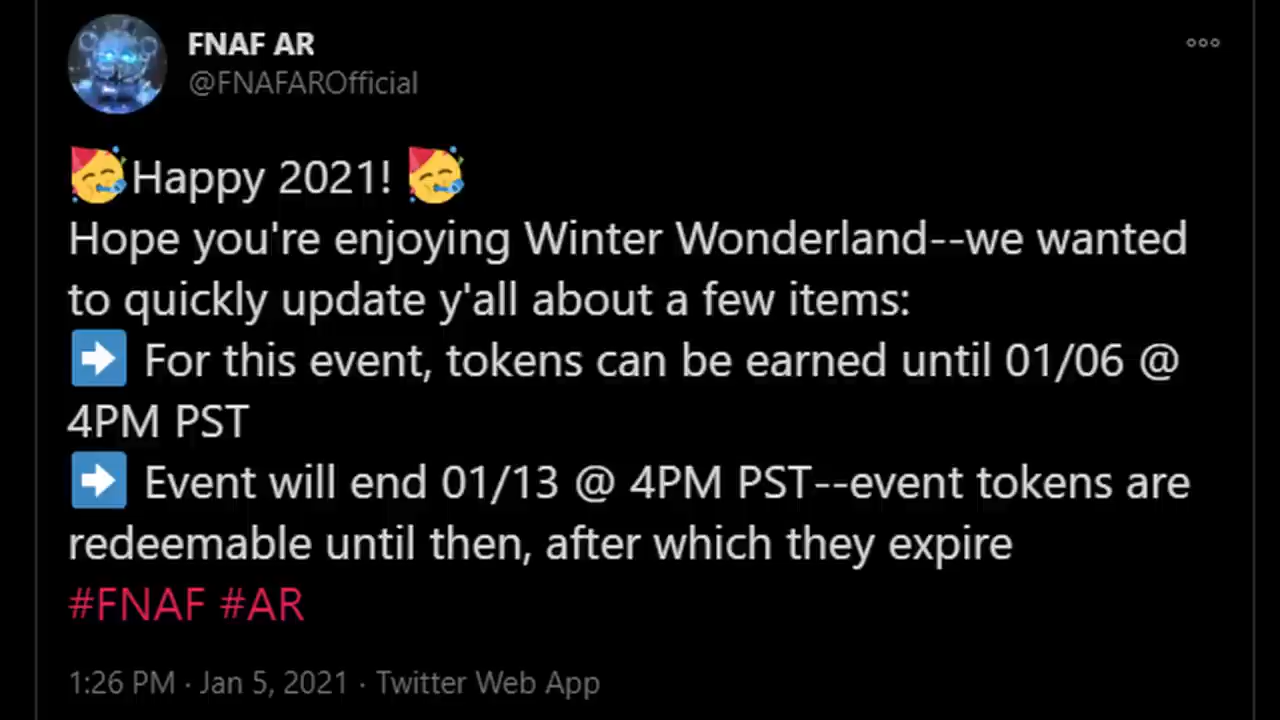 FNAF AR
@FNAFAROfficial
🥳Happy 2021! 🥳
Hope you're enjoying Winter Wonderland--we wanted
to quickly update y'all about a few items:
➡️ For this event, tokens can be earned until 01/06 @
4PM PST
➡️ Event will end 01/13 @ 4PM PST--event tokens are
redeemable until then, after which they expire
#FNAF #AR
1:26 PM · Jan 5, 2021 · Twitter Web App